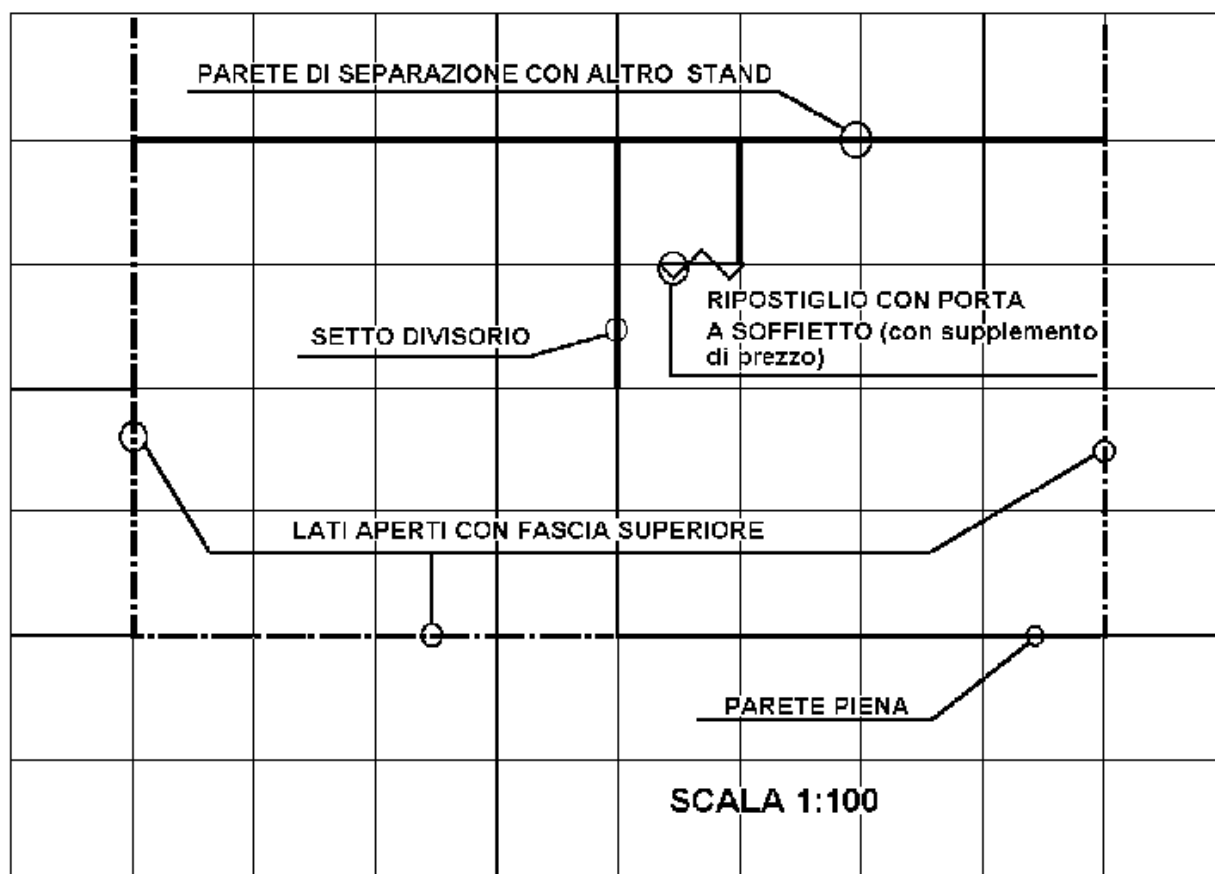 PARETE DI SEPARAZIONE CON ALTRO STAND
RIPOSTIGLIO CON PORTA
A SOFFIETTO (con supplemento
di prezzo)
SETTO DIVISORIO
LATI APERTI CON FASCIA SUPERIORE
PARETE PIENA
SCALA 1:100